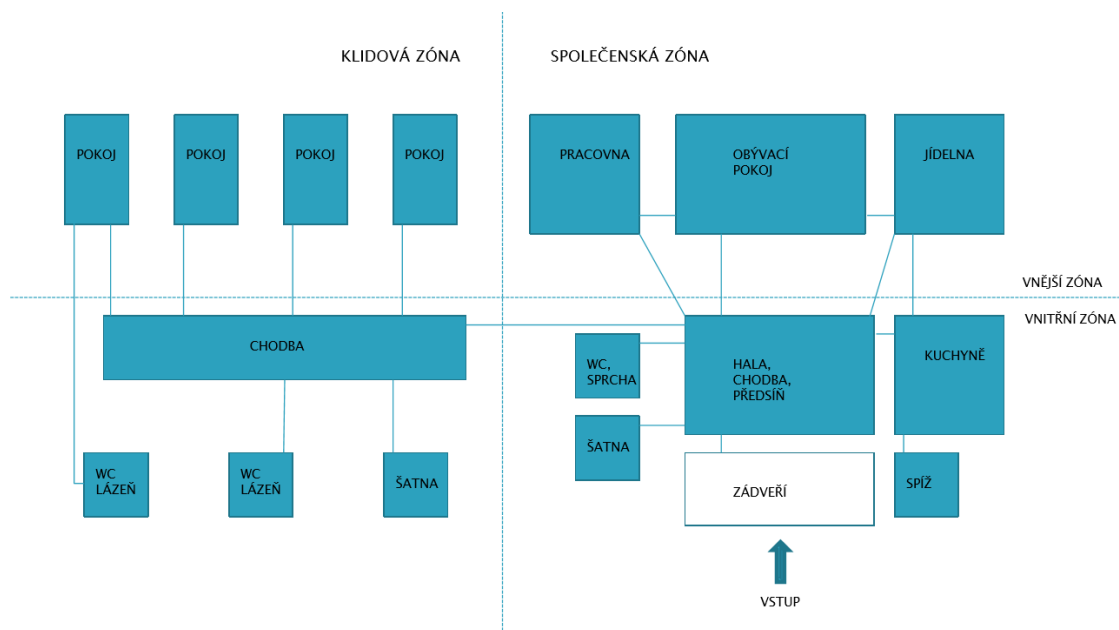 KLIDOVÁ ZÓNA
SPOLEČENSKÁ ZÓNA
POKOJ
POKOJ
POKOJ
POKOJ
PRACOVNA
OBÝVACÍ
POKOJ
JÍDELNA
VNĚJŠÍ ZÓNA
VNITŘNÍ ZÓNA
CHODBA
WC,
SPRCHA
HALA,
CHODBA,
PŘEDSÍŇ
KUCHYNĚ
ŠATNA
WC
LÁZEŇ
WC
LÁZEŇ
ŠATNA
ZÁDVEŘÍ
SPÍŽ
VSTUP